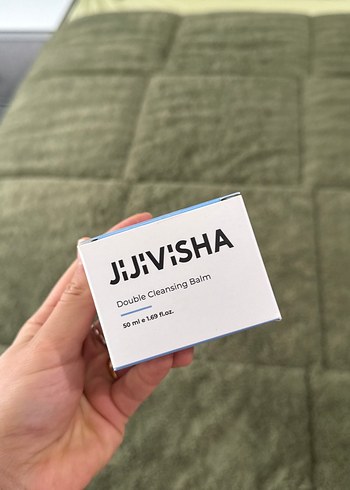 JIJIVISHA
Double Cleansing Balm
50 ml e 1.69 fl.oz.